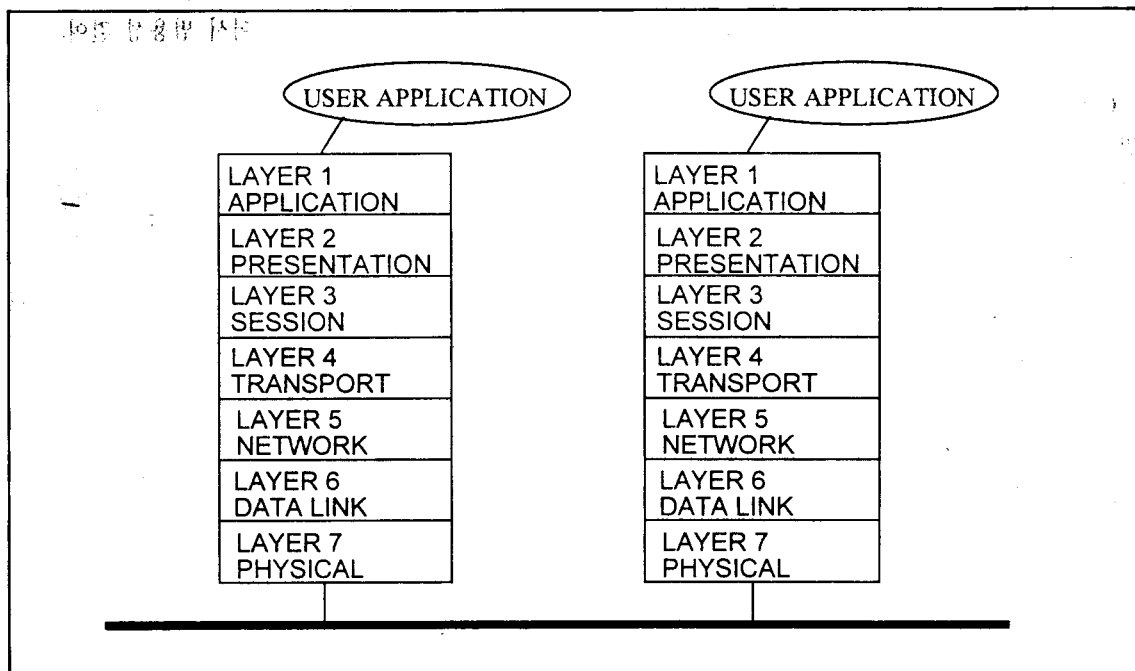 USER APPLICATION
LAYER 1
APPLICATION
LAYER 2
PRESENTATION
LAYER 3
SESSION
LAYER 4
TRANSPORT
LAYER 5
NETWORK
LAYER 6
DATA LINK
LAYER 7
PHYSICAL
USER APPLICATION
LAYER 1
APPLICATION
LAYER 2
PRESENTATION
LAYER 3
SESSION
LAYER 4
TRANSPORT
LAYER 5
NETWORK
LAYER 6
DATA LINK
LAYER 7
PHYSICAL